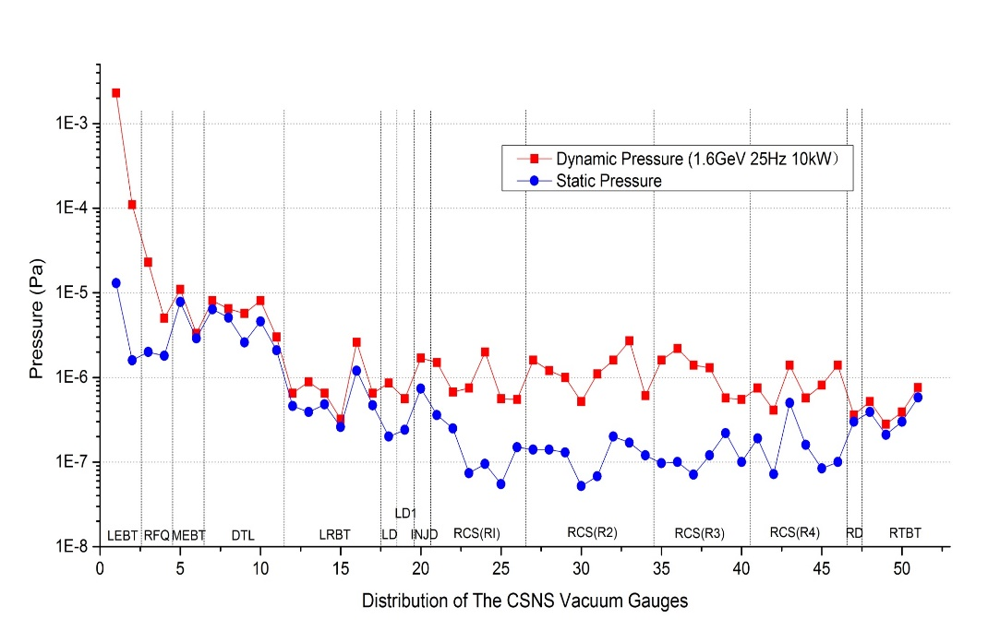 1E-3
1E-4
1E-5
1E-6
1E-7
1E-8
Pressure (Pa)
Dynamic Pressure (1.6GeV 25Hz 10kW）
Static Pressure
LD1
LEBT RFQ MEBT DTL LRBT LD INJD RCS(RI) RCS(R2) RCS(R3) RCS(R4) RD RTBT
0 5 10 15 20 25 30 35 40 45 50
Distribution of The CSNS Vacuum Gauges